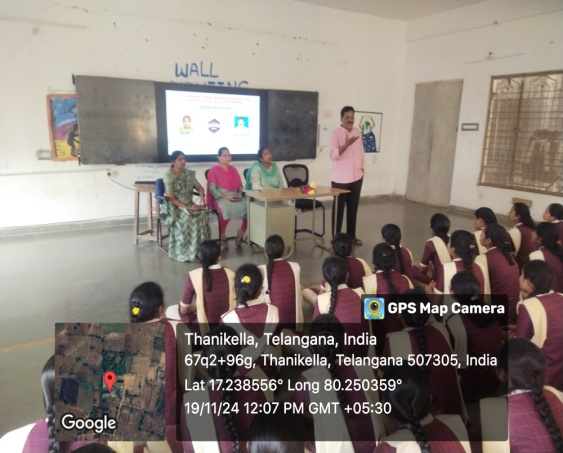 WALL
GPS Map Camera
Thanikella, Telangana, India
67q2+96g, Thanikella, Telangana 507305, India
Lat 17.238556° Long 80.250359°
19/11/24 12:07 PM GMT +05:30
Google